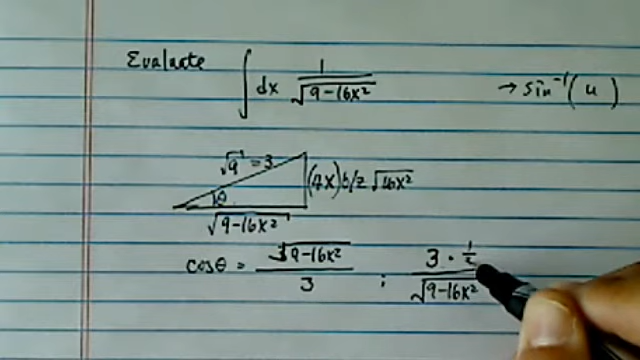 Evaluate ∫ dx 1/√(9-16x²) → sin⁻¹(u)
√9 = 3 (4x) b/z √16x²
θ
√(9-16x²)
cosθ = √(9-16x²)/3 ; 3 · 1/2 / √(9-16x²)